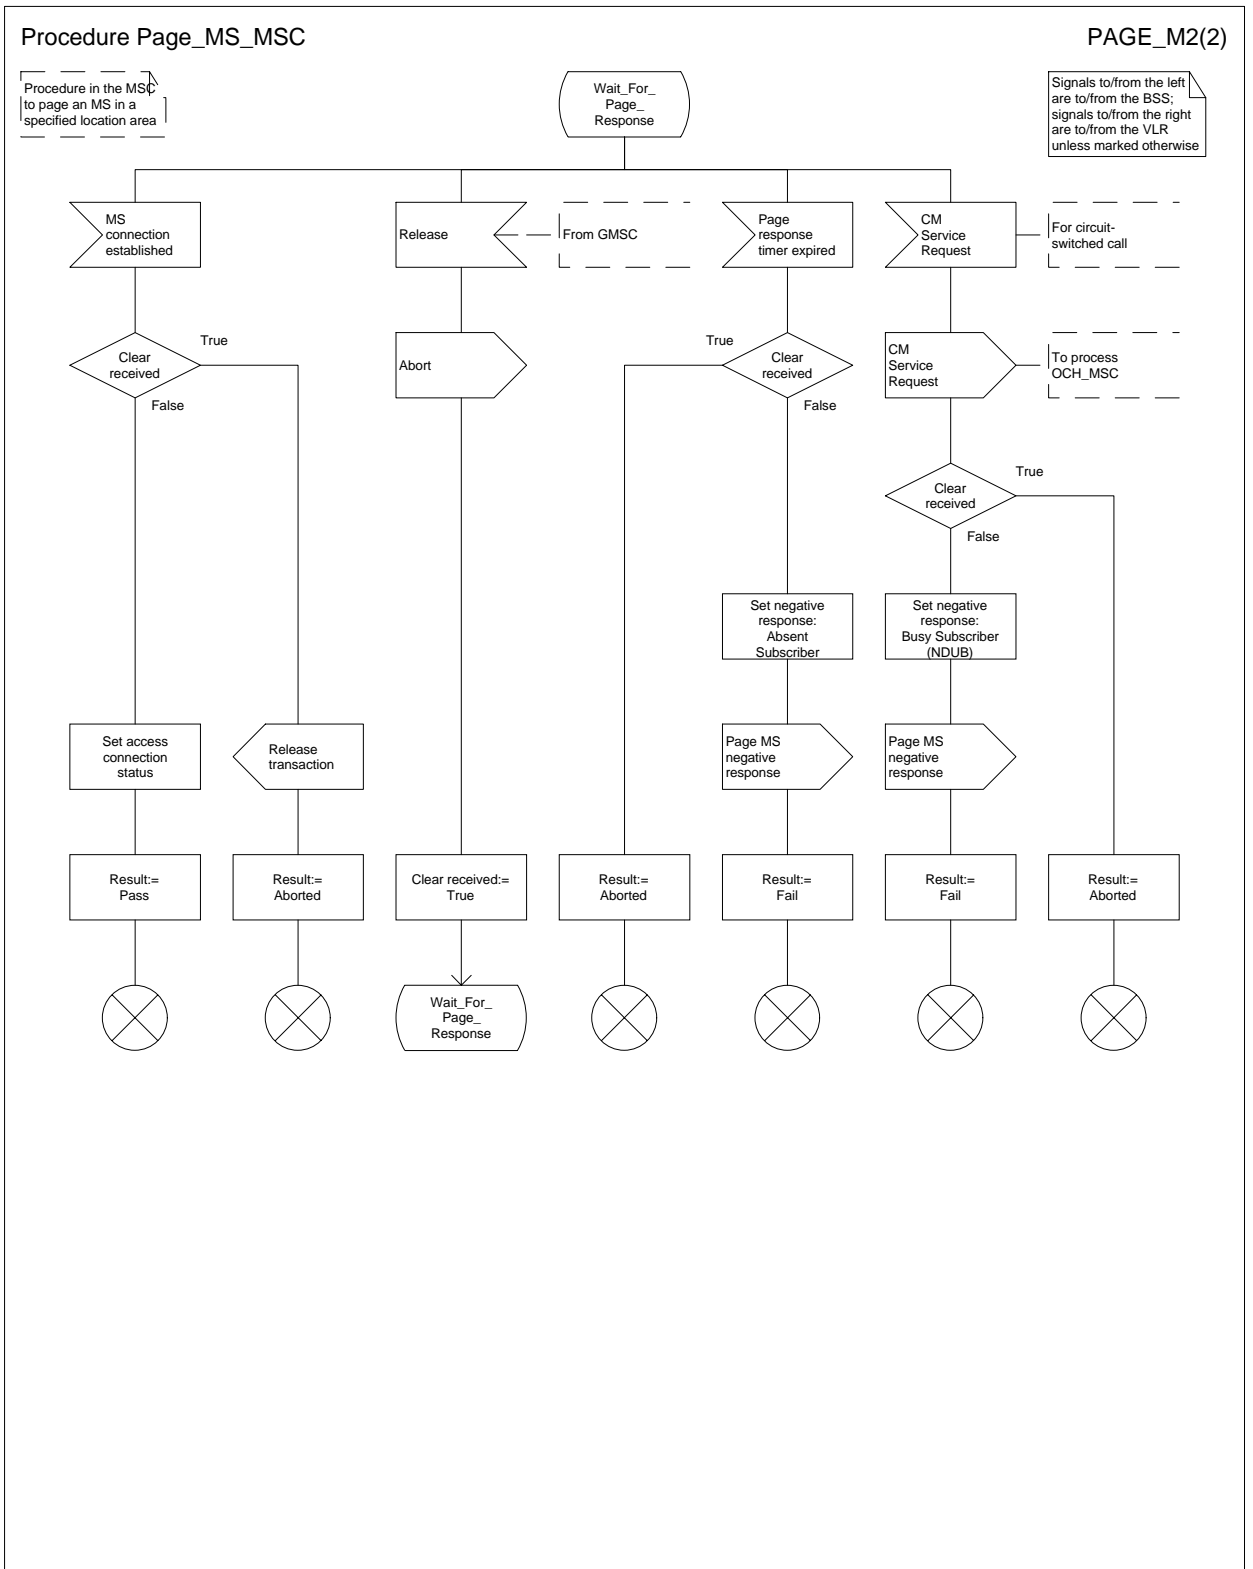 Procedure Page_MS_MSC
PAGE_M2(2)
Procedure in the MSC
to page an MS in a
specified location area
Wait_For_
Page_
Response
Signals to/from the left
are to/from the BSS;
signals to/from the right
are to/from the VLR
unless marked otherwise
MS
connection
established
Release
From GMSC
Page
response
timer expired
CM
Service
Request
For circuit-
switched call
Clear
received
True
False
Abort
True
Clear
received
False
CM
Service
Request
To process
OCH_MSC
Clear
received
True
False
Set negative
response:
Absent
Subscriber
Set negative
response:
Busy Subscriber
(NDUB)
Set access
connection
status
Release
transaction
Page MS
negative
response
Page MS
negative
response
Result:=
Pass
Result:=
Aborted
Clear received:=
True
Result:=
Aborted
Result:=
Fail
Result:=
Fail
Result:=
Aborted
Wait_For_
Page_
Response